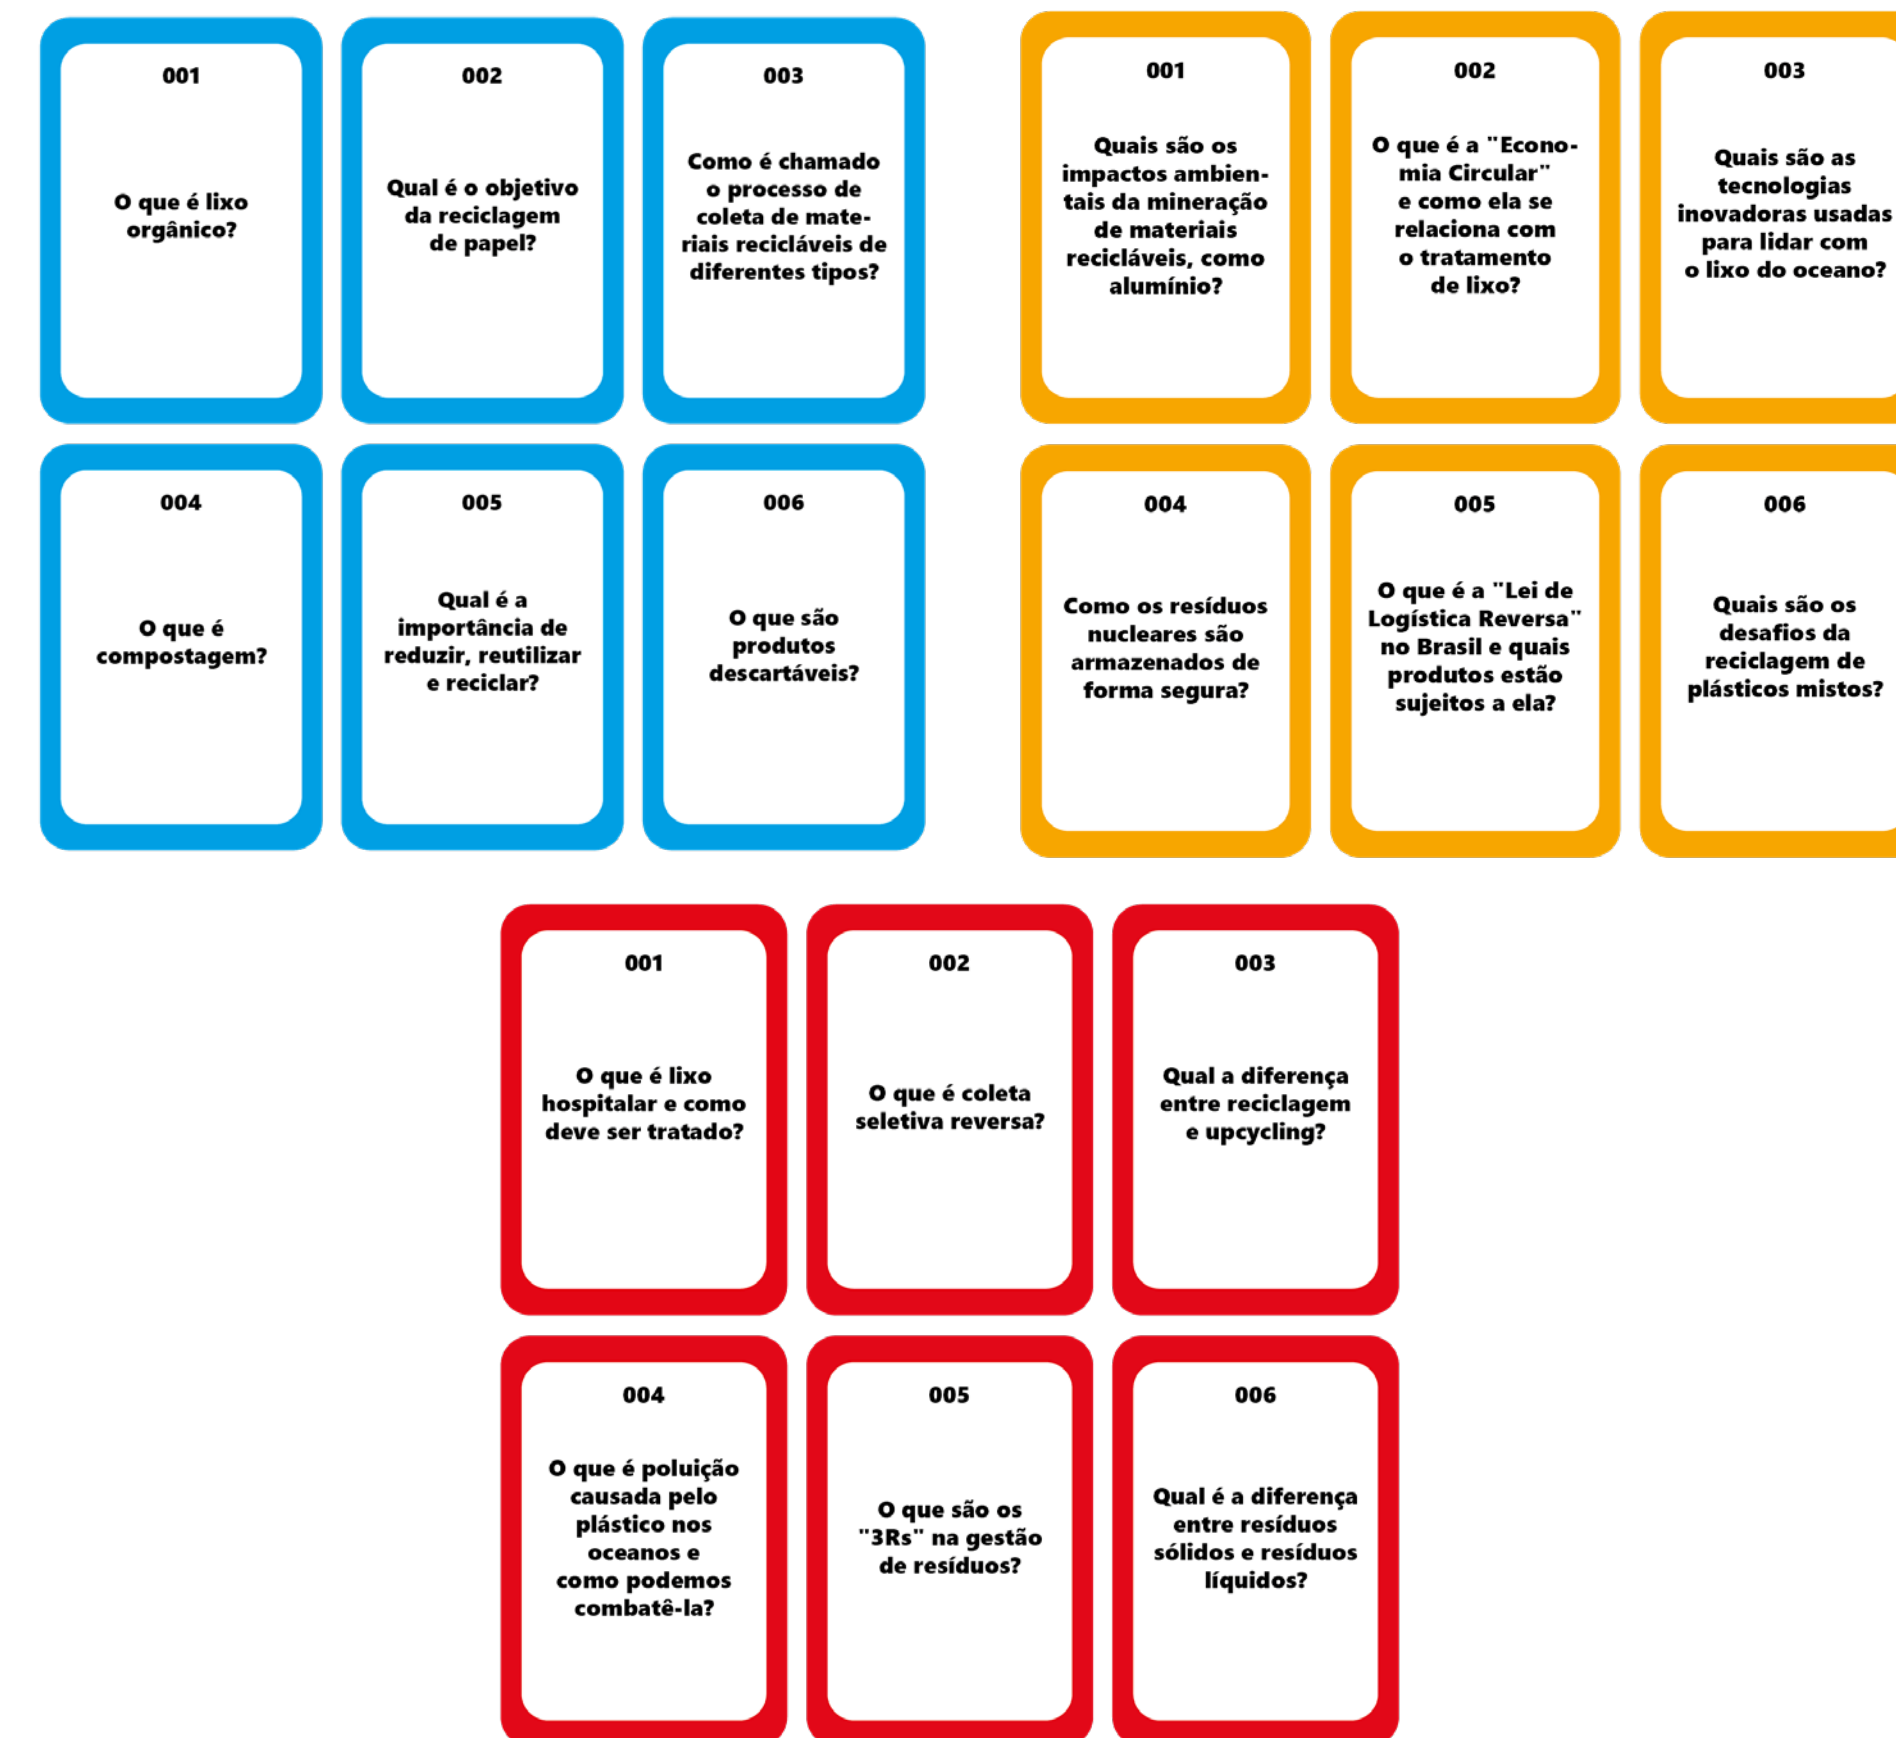 001
O que é lixo
orgânico?
002
Qual é o objetivo
da reciclagem
de papel?
003
Como é chamado
o processo de
coleta de mate-
riais recicláveis de
diferentes tipos?
004
O que é
compostagem?
005
Qual é a
importância de
reduzir, reutilizar
e reciclar?
006
O que são
produtos
descartáveis?
001
Quais são os
impactos ambien-
tais da mineração
de materiais
recicláveis, como
alumínio?
002
O que é a "Econo-
mia Circular"
e como ela se
relaciona com
o tratamento
de lixo?
003
Quais são as
tecnologias
inovadoras usadas
para lidar com
o lixo do oceano?
004
Como os resíduos
nucleares são
armazenados de
forma segura?
005
O que é a "Lei de
Logística Reversa"
no Brasil e quais
produtos estão
sujeitos a ela?
006
Quais são os
desafios da
reciclagem de
plásticos mistos?
001
O que é lixo
hospitalar e como
deve ser tratado?
002
O que é coleta
seletiva reversa?
003
Qual a diferença
entre reciclagem
e upcycling?
004
O que é poluição
causada pelo
plástico nos
oceanos e
como podemos
combatê-la?
005
O que são os
"3Rs" na gestão
de resíduos?
006
Qual é a diferença
entre resíduos
sólidos e resíduos
líquidos?